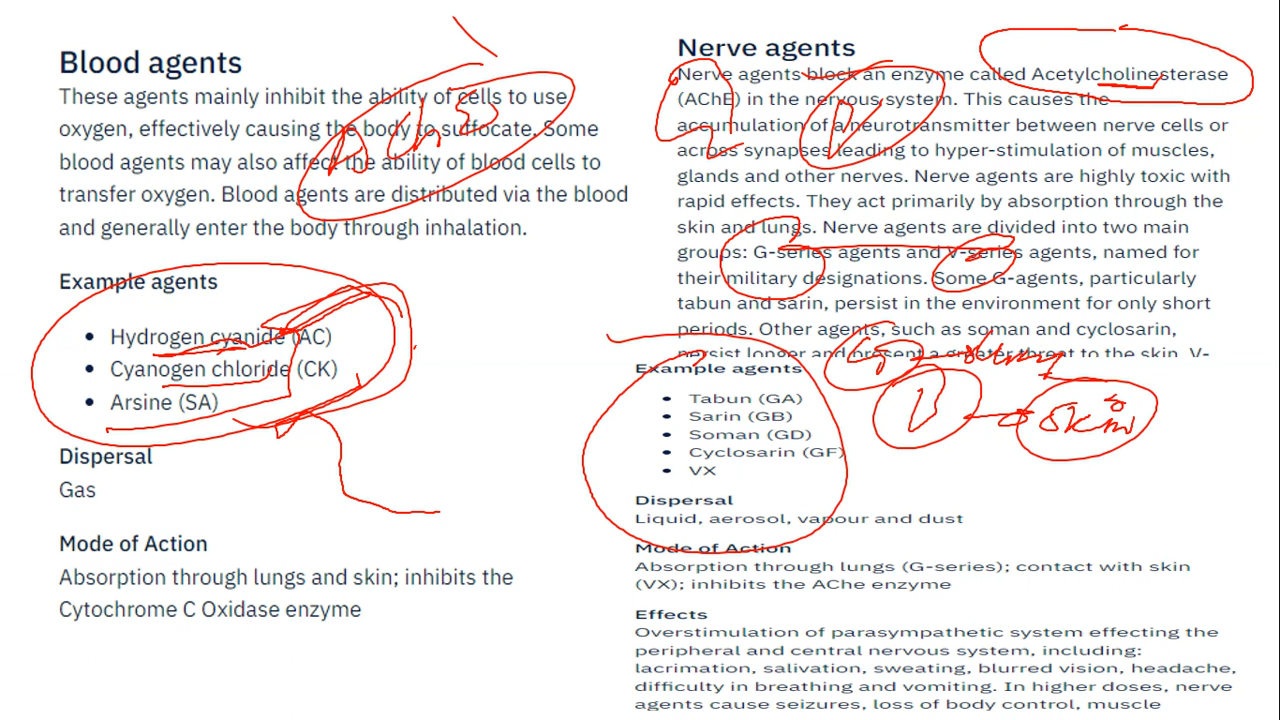 Blood agents
These agents mainly inhibit the ability of cells to use
oxygen, effectively causing the body to suffocate. Some
blood agents may also affect the ability of blood cells to
transfer oxygen. Blood agents are distributed via the blood
and generally enter the body through inhalation.
Example agents
• Hydrogen cyanide (AC)
• Cyanogen chloride (CK)
• Arsine (SA)
Dispersal
Gas
Mode of Action
Absorption through lungs and skin; inhibits the
Cytochrome C Oxidase enzyme
Nerve agents
Nerve agents block an enzyme called Acetylcholinesterase
(AChE) in the nervous system. This causes the
accumulation of a neurotransmitter between nerve cells or
across synapses leading to hyper-stimulation of muscles,
glands and other nerves. Nerve agents are highly toxic with
rapid effects. They act primarily by absorption through the
skin and lungs. Nerve agents are divided into two main
groups: G-series agents and V-series agents, named for
their military designations. Some G-agents, particularly
tabun and sarin, persist in the environment for only short
periods. Other agents, such as soman and cyclosarin,
persist longer and present a greater threat to the skin. V-
Example agents
• Tabun (GA)
• Sarin (GB)
• Soman (GD)
• Cyclosarin (GF)
• VX
G
V
skin
Dispersal
Liquid, aerosol, vapour and dust
Mode of Action
Absorption through lungs (G-series); contact with skin
(VX); inhibits the AChe enzyme
Effects
Overstimulation of parasympathetic system effecting the
peripheral and central nervous system, including:
lacrimation, salivation, sweating, blurred vision, headache,
difficulty in breathing and vomiting. In higher doses, nerve
agents cause seizures, loss of body control, muscle